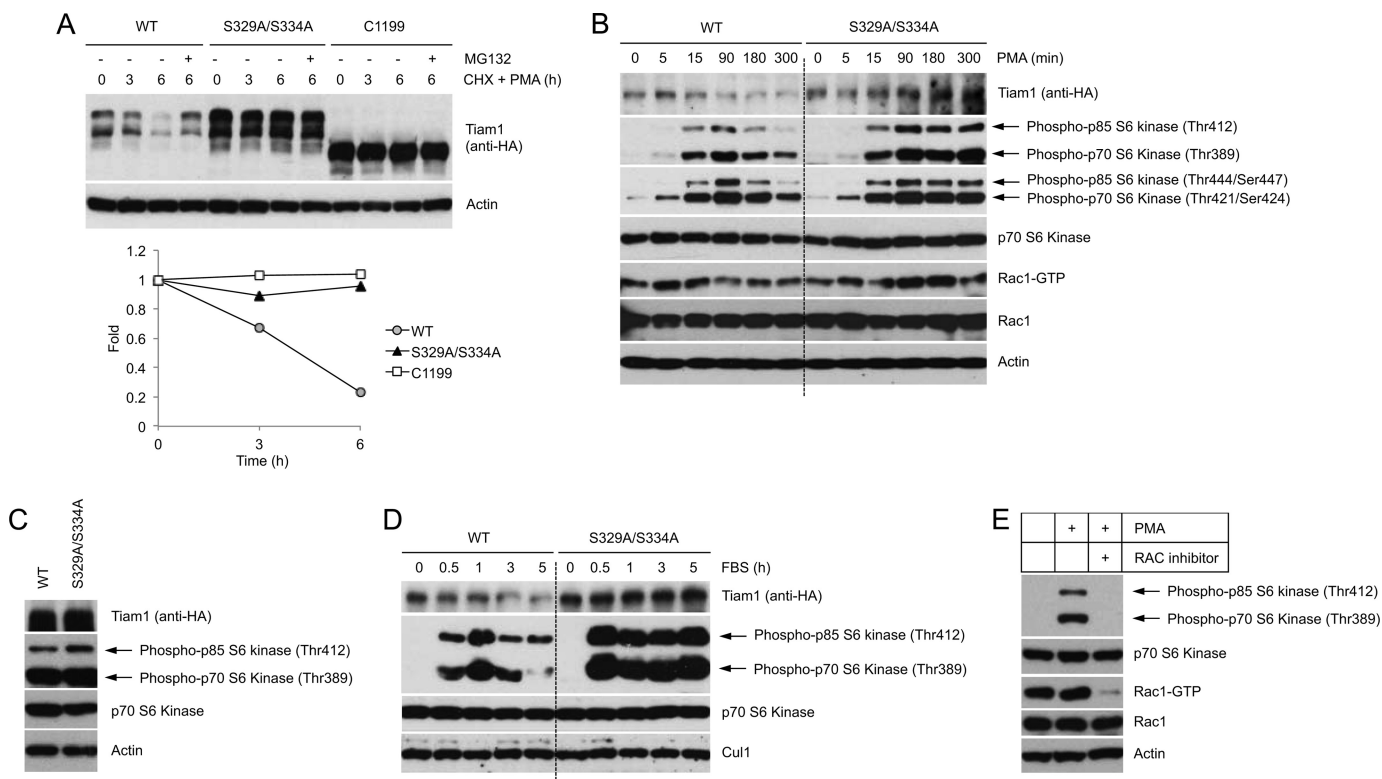 A
WT S329A/S334A C1199
- - - + - - - + - - - + MG132
0 3 6 6 0 3 6 6 0 3 6 6 CHX + PMA (h)
Tiam1
(anti-HA)
Actin
1.2
1
0.8
0.6
0.4
0.2
0
Fold
0 3 6
Time (h)
WT
S329A/S334A
C1199
B
WT S329A/S334A
0 5 15 90 180 300 0 5 15 90 180 300 PMA (min)
Tiam1 (anti-HA)
Phospho-p85 S6 kinase (Thr412)
Phospho-p70 S6 Kinase (Thr389)
Phospho-p85 S6 kinase (Thr444/Ser447)
Phospho-p70 S6 Kinase (Thr421/Ser424)
p70 S6 Kinase
Rac1-GTP
Rac1
Actin
C
WT
S329A/S334A
Tiam1 (anti-HA)
Phospho-p85 S6 kinase (Thr412)
Phospho-p70 S6 Kinase (Thr389)
p70 S6 Kinase
Actin
D
WT S329A/S334A
0 0.5 1 3 5 0 0.5 1 3 5 FBS (h)
Tiam1 (anti-HA)
Phospho-p85 S6 kinase (Thr412)
Phospho-p70 S6 Kinase (Thr389)
p70 S6 Kinase
Cul1
E
+ + PMA
+ RAC inhibitor
Phospho-p85 S6 kinase (Thr412)
Phospho-p70 S6 Kinase (Thr389)
p70 S6 Kinase
Rac1-GTP
Rac1
Actin